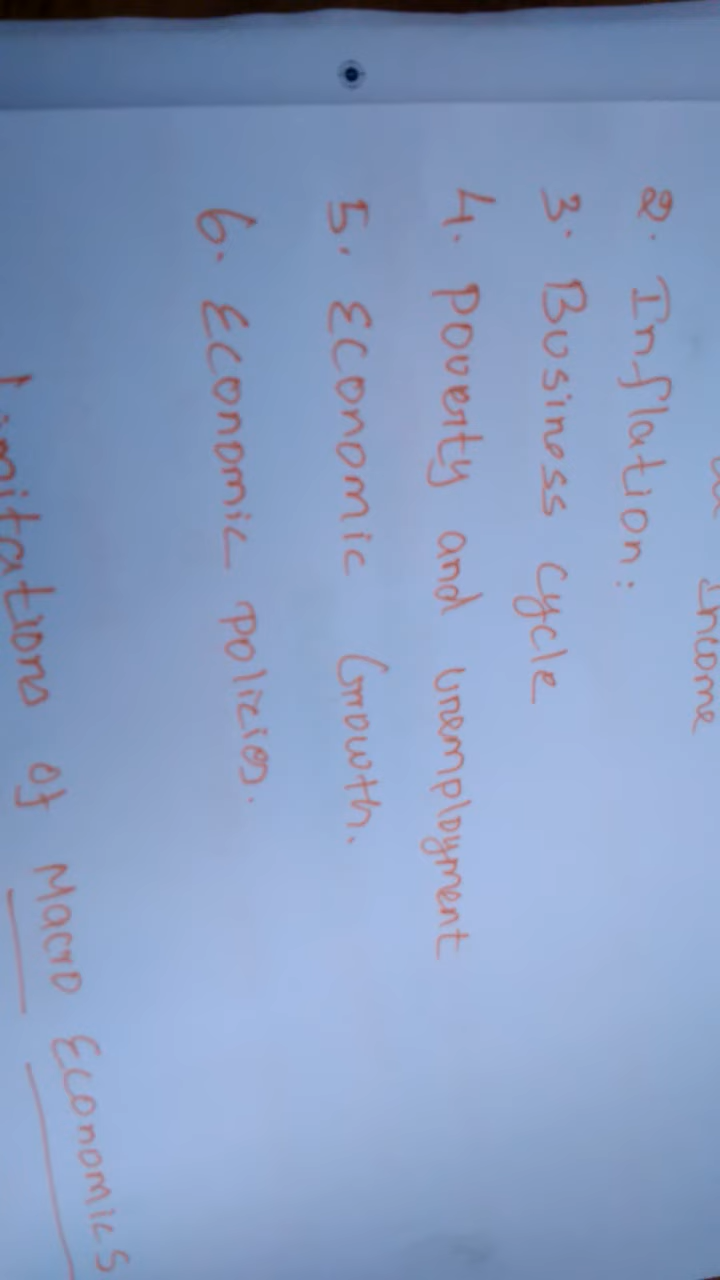 Income
2. Inflation:
3. Business cycle
4. Poverty and unemployment
5. Economic Growth.
6. Economic policies.
Limitations of Macro Economics